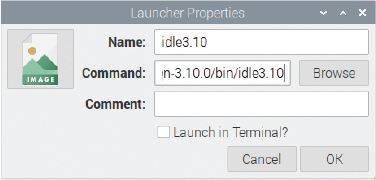 Launcher Properties
IMAGE
Name: idle3.10
Command: n-3.10.0/bin/idle3.10 Browse
Comment:
Launch in Terminal?
Cancel OK